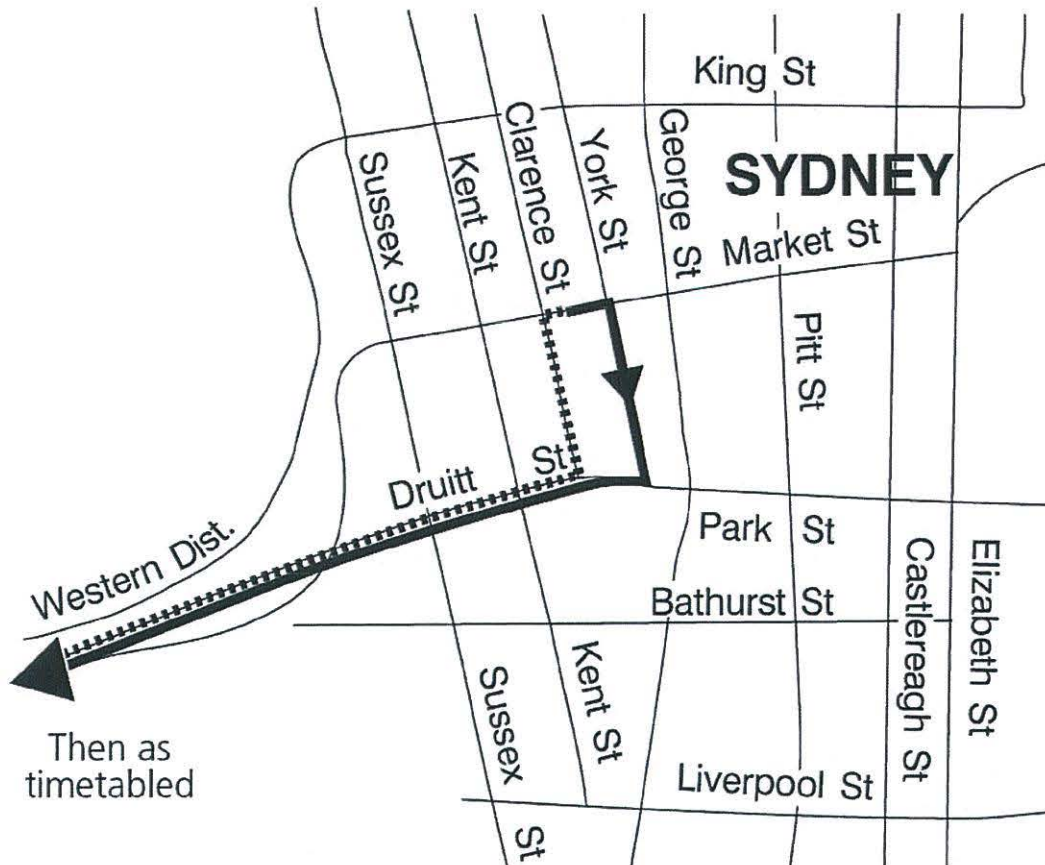 King St
SYDNEY
Sussex St
Kent St
Clarence St
York St
George St
Market St
Pitt St
Druitt St
Western Dist.
Park St
Bathurst St
Castlereagh St
Elizabeth St
Sussex St
Kent St
Liverpool St
Then as
timetabled